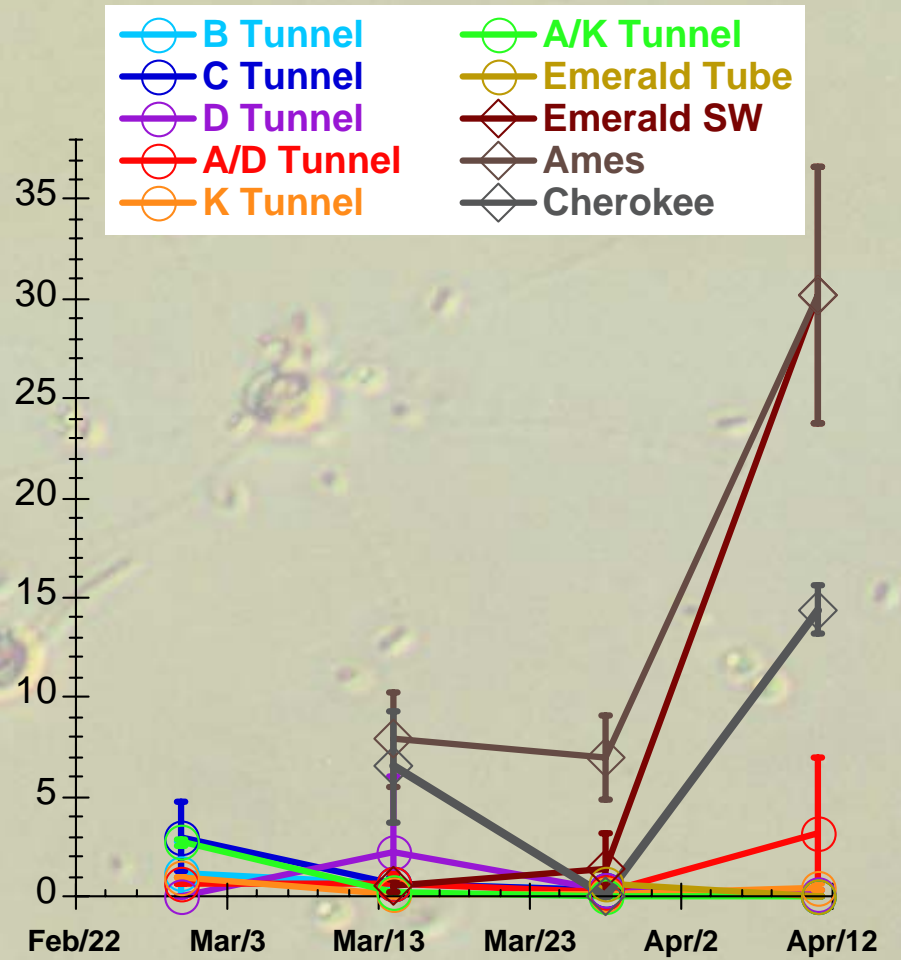 B Tunnel
A/K Tunnel
C Tunnel
Emerald Tube
D Tunnel
Emerald SW
A/D Tunnel
Ames
K Tunnel
Cherokee
35
30
25
20
15
10
5
0
Feb/22 Mar/3 Mar/13 Mar/23 Apr/2 Apr/12